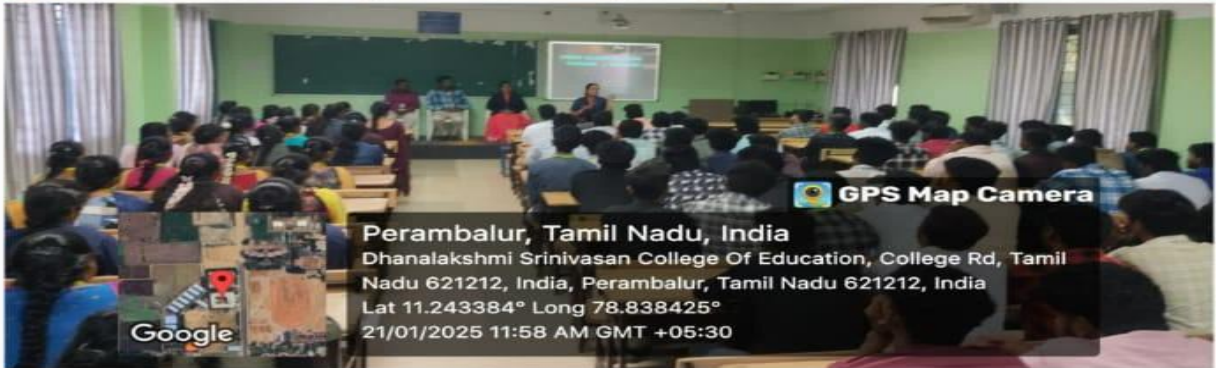 GPS Map Camera
Perambalur, Tamil Nadu, India
Dhanalakshmi Srinivasan College Of Education, College Rd, Tamil
Nadu 621212, India, Perambalur, Tamil Nadu 621212, India
Lat 11.243384° Long 78.838425°
21/01/2025 11:58 AM GMT +05:30
Google